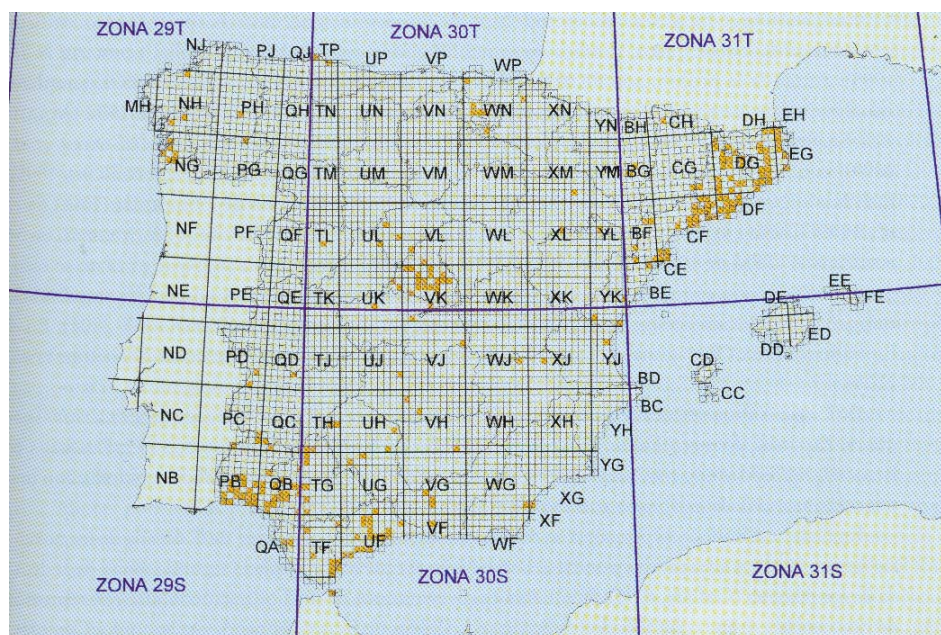 ZONA 29T
ZONA 30T
ZONA 31T
NJ PJ QJ TP UP VP WP
MH NH PH QH TN UN VN WN XN YN BH CH DH EH
NG PG QG TM UM VM WM XM YM BG CG DG EG
NF PF QF TL UL VL WL XL YL BF CF DF
NE PE QE TK UK VK WK XK YK BE CE DE EE FE
ND PD QD TJ UJ VJ WJ XJ YJ BD CD DD ED
NC PC QC TH UH VH WH XH YH BC CC
NB PB QB TG UG VG WG XG YG
QA TF UF VF WF XF
ZONA 29S
ZONA 30S
ZONA 31S